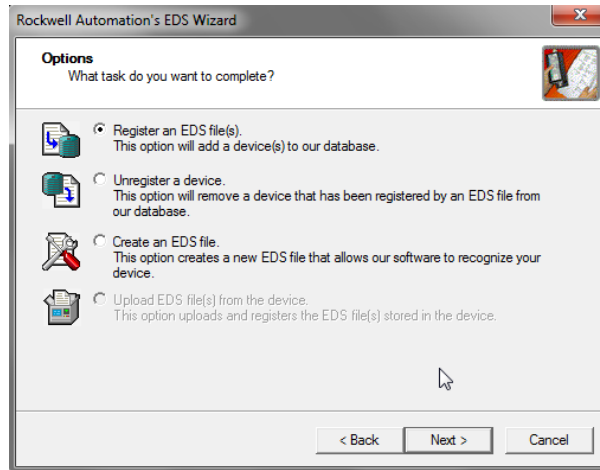 Rockwell Automation's EDS Wizard
Options
What task do you want to complete?
Register an EDS file(s).
This option will add a device(s) to our database.
Unregister a device.
This option will remove a device that has been registered by an EDS file from
our database.
Create an EDS file.
This option creates a new EDS file that allows our software to recognize your
device.
Upload EDS file(s) from the device.
This option uploads and registers the EDS file(s) stored in the device.
< Back Next > Cancel